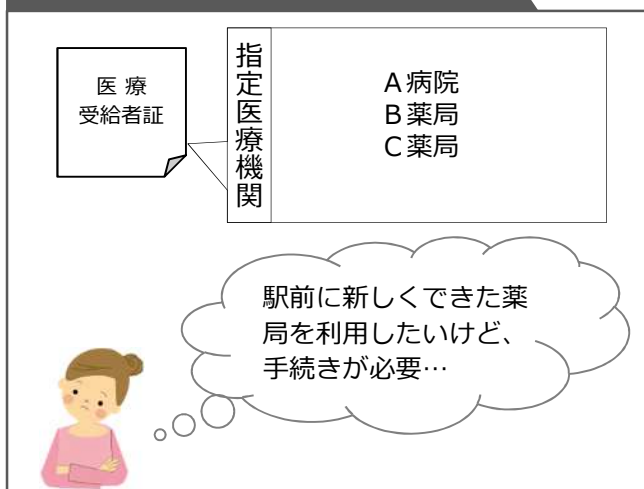 医 療
受給者証
指定医療機関
A病院
B薬局
C薬局
駅前に新しくできた薬
局を利用したいけど、
手続きが必要…